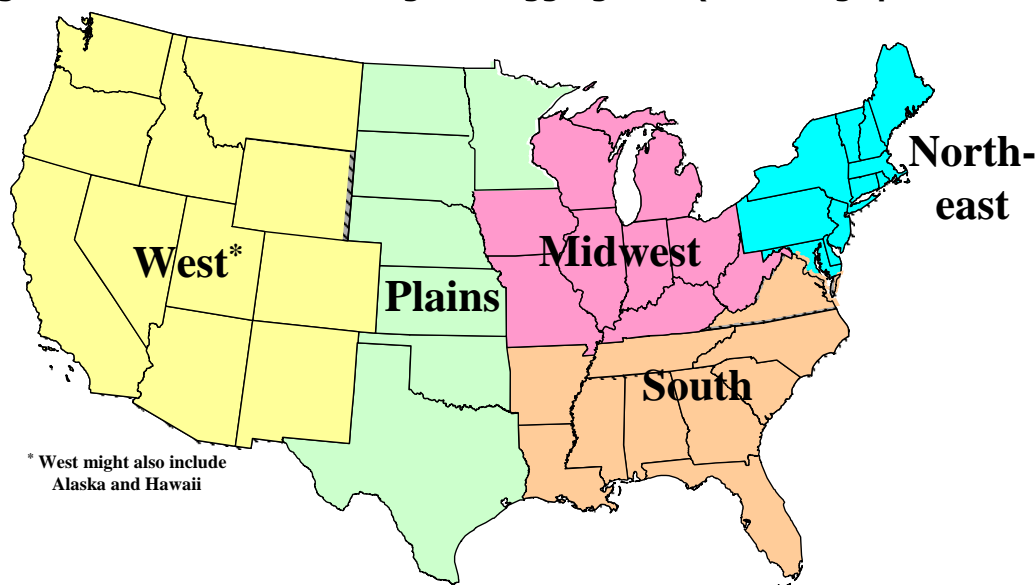 North-
east
West*
Midwest
Plains
South
* West might also include
Alaska and Hawaii